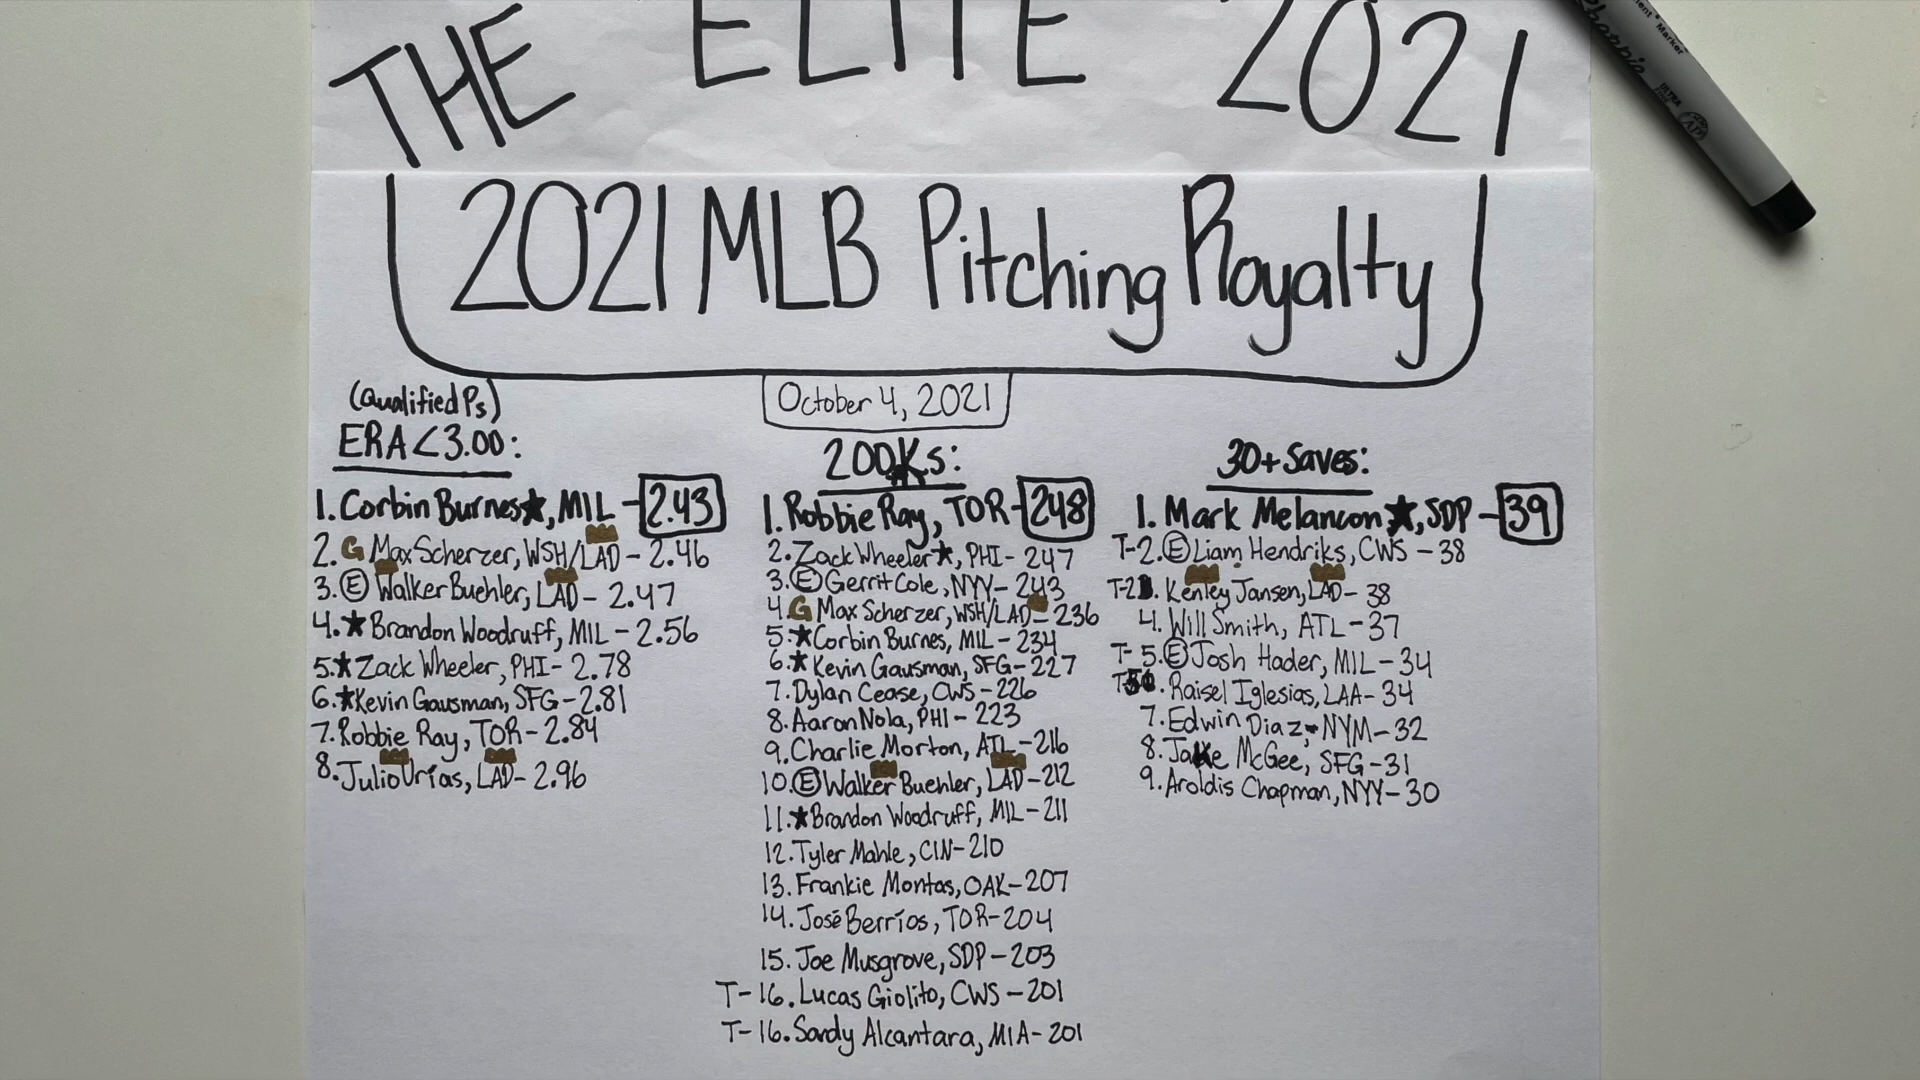 THE ELITE 2021
2021 MLB Pitching Royalty
October 4, 2021
(Qualified Ps)
ERA<3.00:
1. Corbin Burnes★, MIL - 2.43
2. G Max Scherzer, WSH/LAD - 2.46
3. Ⓔ Walker Buehler, LAD - 2.47
4. ★ Brandon Woodruff, MIL - 2.56
5. ★ Zack Wheeler, PHI - 2.78
6. ★ Kevin Gausman, SFG - 2.81
7. Robbie Ray, TOR - 2.84
8. Julio Urías, LAD - 2.96
200Ks:
1. Robbie Ray, TOR - 248
2. Zack Wheeler★, PHI - 247
3. Ⓔ Gerrit Cole, NYY - 243
4. G Max Scherzer, WSH/LAD - 236
5. ★ Corbin Burnes, MIL - 234
6. ★ Kevin Gausman, SFG - 227
7. Dylan Cease, CWS - 226
8. Aaron Nola, PHI - 223
9. Charlie Morton, ATL - 216
10. Ⓔ Walker Buehler, LAD - 212
11. ★ Brandon Woodruff, MIL - 211
12. Tyler Mahle, CIN - 210
13. Frankie Montas, OAK - 207
14. José Berríos, TOR - 204
15. Joe Musgrove, SDP - 203
T-16. Lucas Giolito, CWS - 201
T-16. Sandy Alcantara, MIA - 201
30+ Saves:
1. Mark Melancon★, SDP - 39
T-2. Ⓔ Liam Hendriks, CWS - 38
T-2. Kenley Jansen, LAD - 38
4. Will Smith, ATL - 37
T-5. Ⓔ Josh Hader, MIL - 34
T-5. Raisel Iglesias, LAA - 34
7. Edwin Diaz, NYM - 32
8. Jake McGee, SFG - 31
9. Aroldis Chapman, NYY - 30
Sharpie
Marker
ULTRA
AP